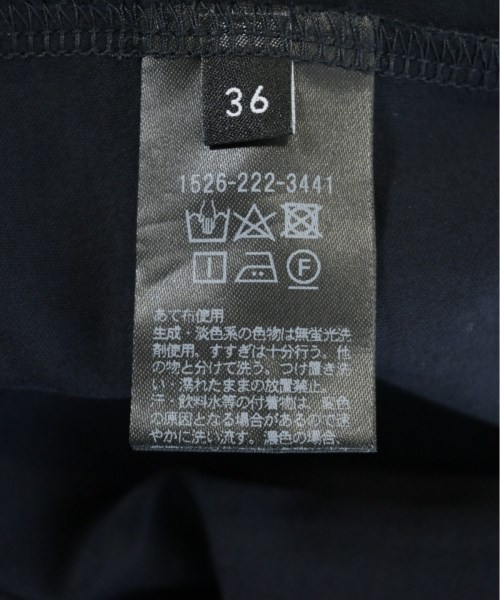 36
1526-222-3441
F
あて布使用
生成・淡色系の色物は無蛍光洗
剤使用。すすぎは十分行う。他
の物と分けて洗う。つけ置き洗
い・濡れたままの放置禁止。
汗・飲料水等の付着物は、変色
の原因となる場合があるので速
やかに洗い流す。濃色の場合、